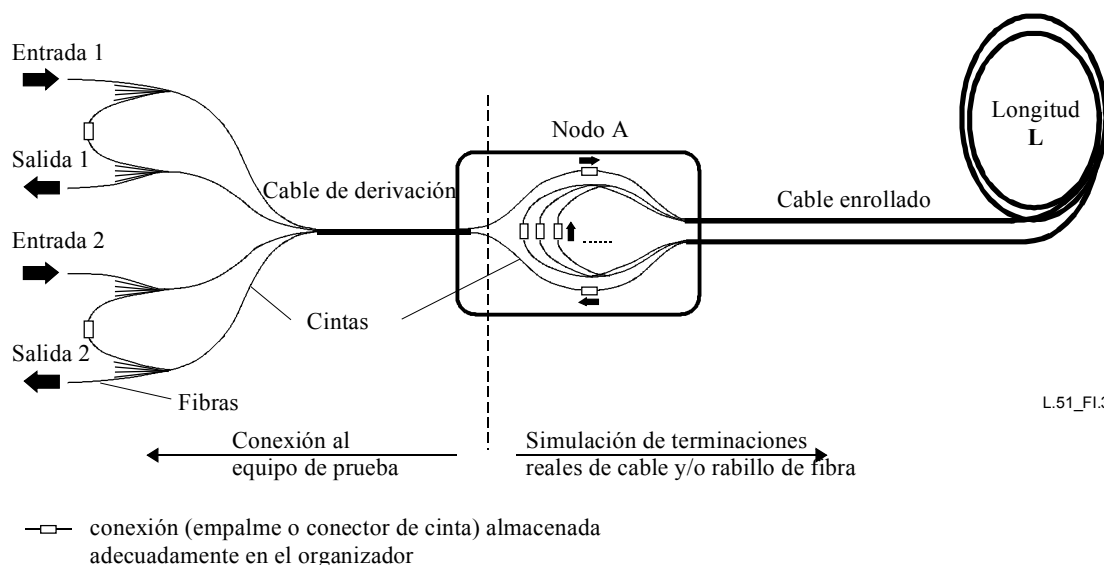 Entrada 1
Salida 1
Entrada 2
Salida 2
Cable de derivación
Nodo A
......
Cable enrollado
Longitud
L
Cintas
Fibras
L.51_FI.3
Conexión al
equipo de prueba
Simulación de terminaciones
reales de cable y/o rabillo de fibra
conexión (empalme o conector de cinta) almacenada
adecuadamente en el organizador